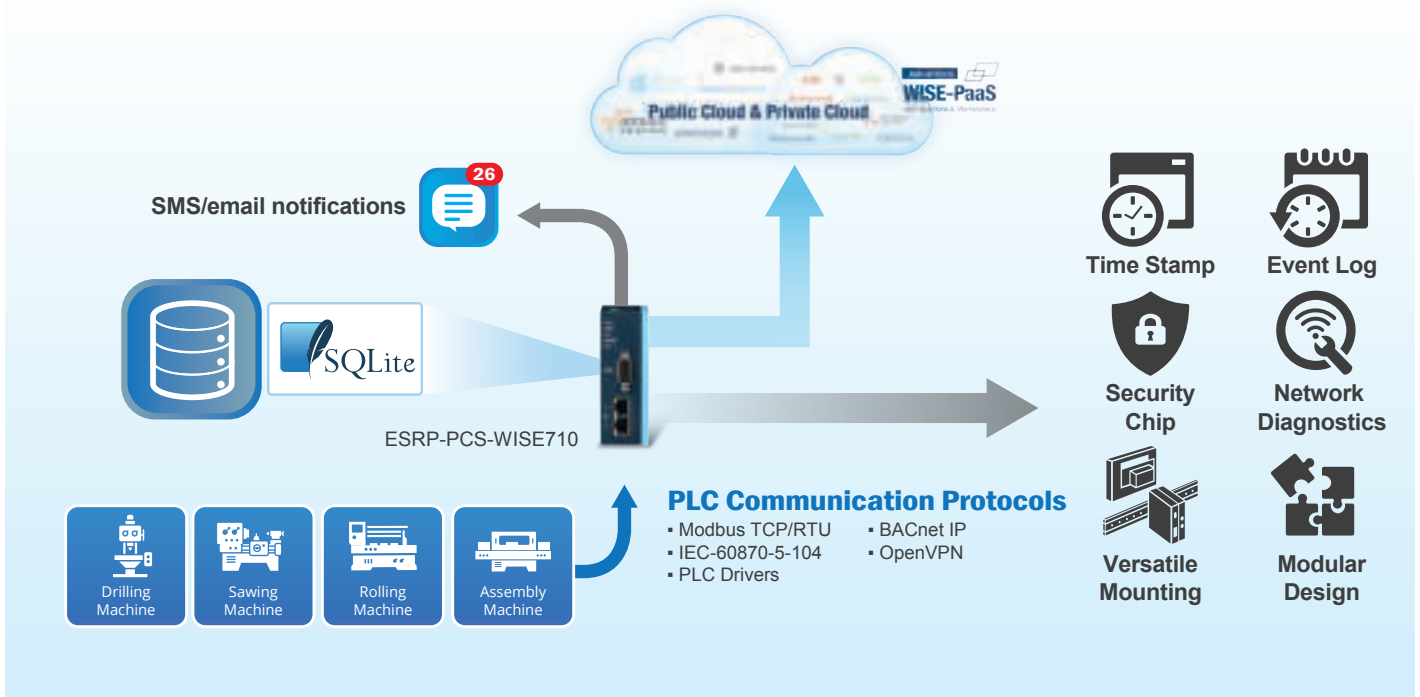 WISE-PaaS
Public Cloud & Private Cloud
26
SMS/email notifications
SQLite
ESRP-PCS-WISE710
Time Stamp
Event Log
Security
Chip
Network
Diagnostics
Versatile
Mounting
Modular
Design
PLC Communication Protocols
▪ Modbus TCP/RTU
▪ BACnet IP
▪ IEC-60870-5-104
▪ OpenVPN
▪ PLC Drivers
Drilling
Machine
Sawing
Machine
Rolling
Machine
Assembly
Machine